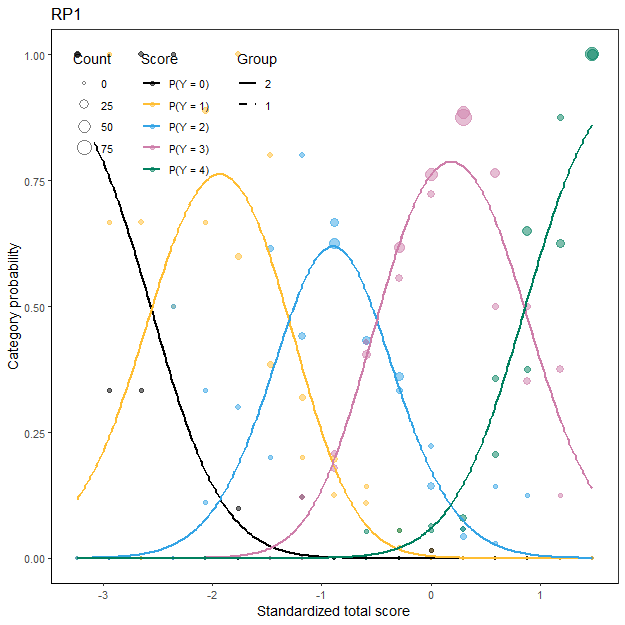 RP1
Count Score Group
0 P(Y = 0) 2
25 P(Y = 1) 1
50 P(Y = 2)
75 P(Y = 3)
P(Y = 4)
1.00
0.75
0.50
0.25
0.00
Category probability
-3 -2 -1 0 1
Standardized total score